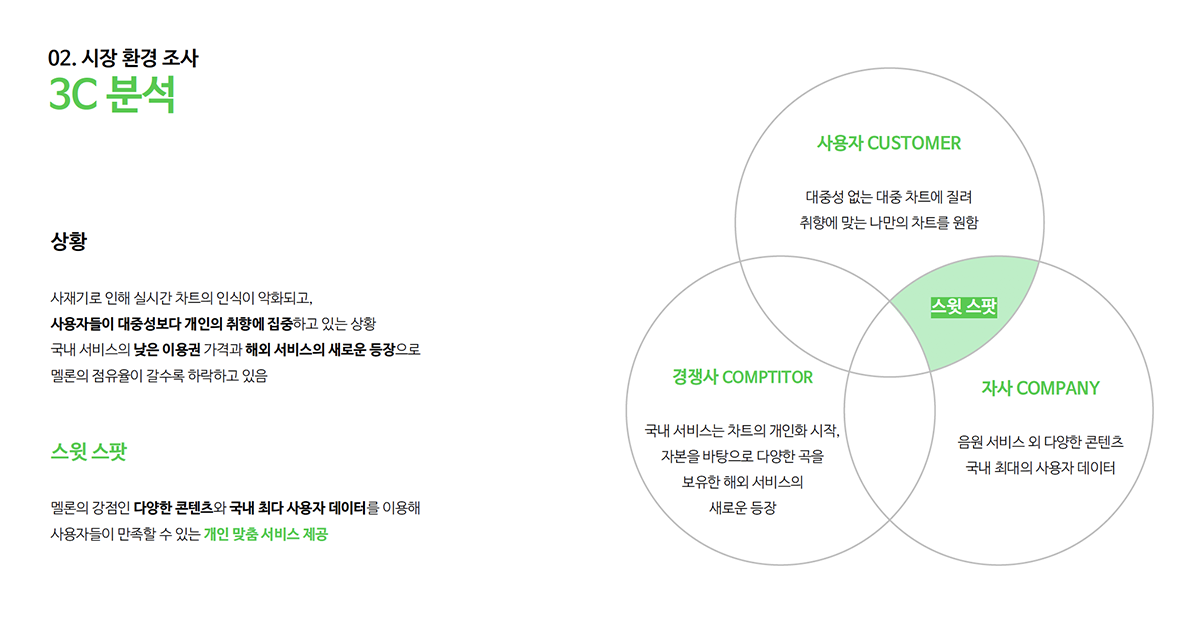 02. 시장 환경 조사
3C 분석
상황
사재기로 인해 실시간 차트의 인식이 악화되고,
사용자들이 대중성보다 개인의 취향에 집중하고 있는 상황
국내 서비스의 낮은 이용권 가격과 해외 서비스의 새로운 등장으로
멜론의 점유율이 갈수록 하락하고 있음
스윗 스팟
멜론의 강점인 다양한 콘텐츠와 국내 최다 사용자 데이터를 이용해
사용자들이 만족할 수 있는 개인 맞춤 서비스 제공
사용자 CUSTOMER
대중성 없는 대중 차트에 질려
취향에 맞는 나만의 차트를 원함
스윗 스팟
경쟁사 COMPTITOR
국내 서비스는 차트의 개인화 시작,
자본을 바탕으로 다양한 곡을
보유한 해외 서비스의
새로운 등장
자사 COMPANY
음원 서비스 외 다양한 콘텐츠
국내 최대의 사용자 데이터